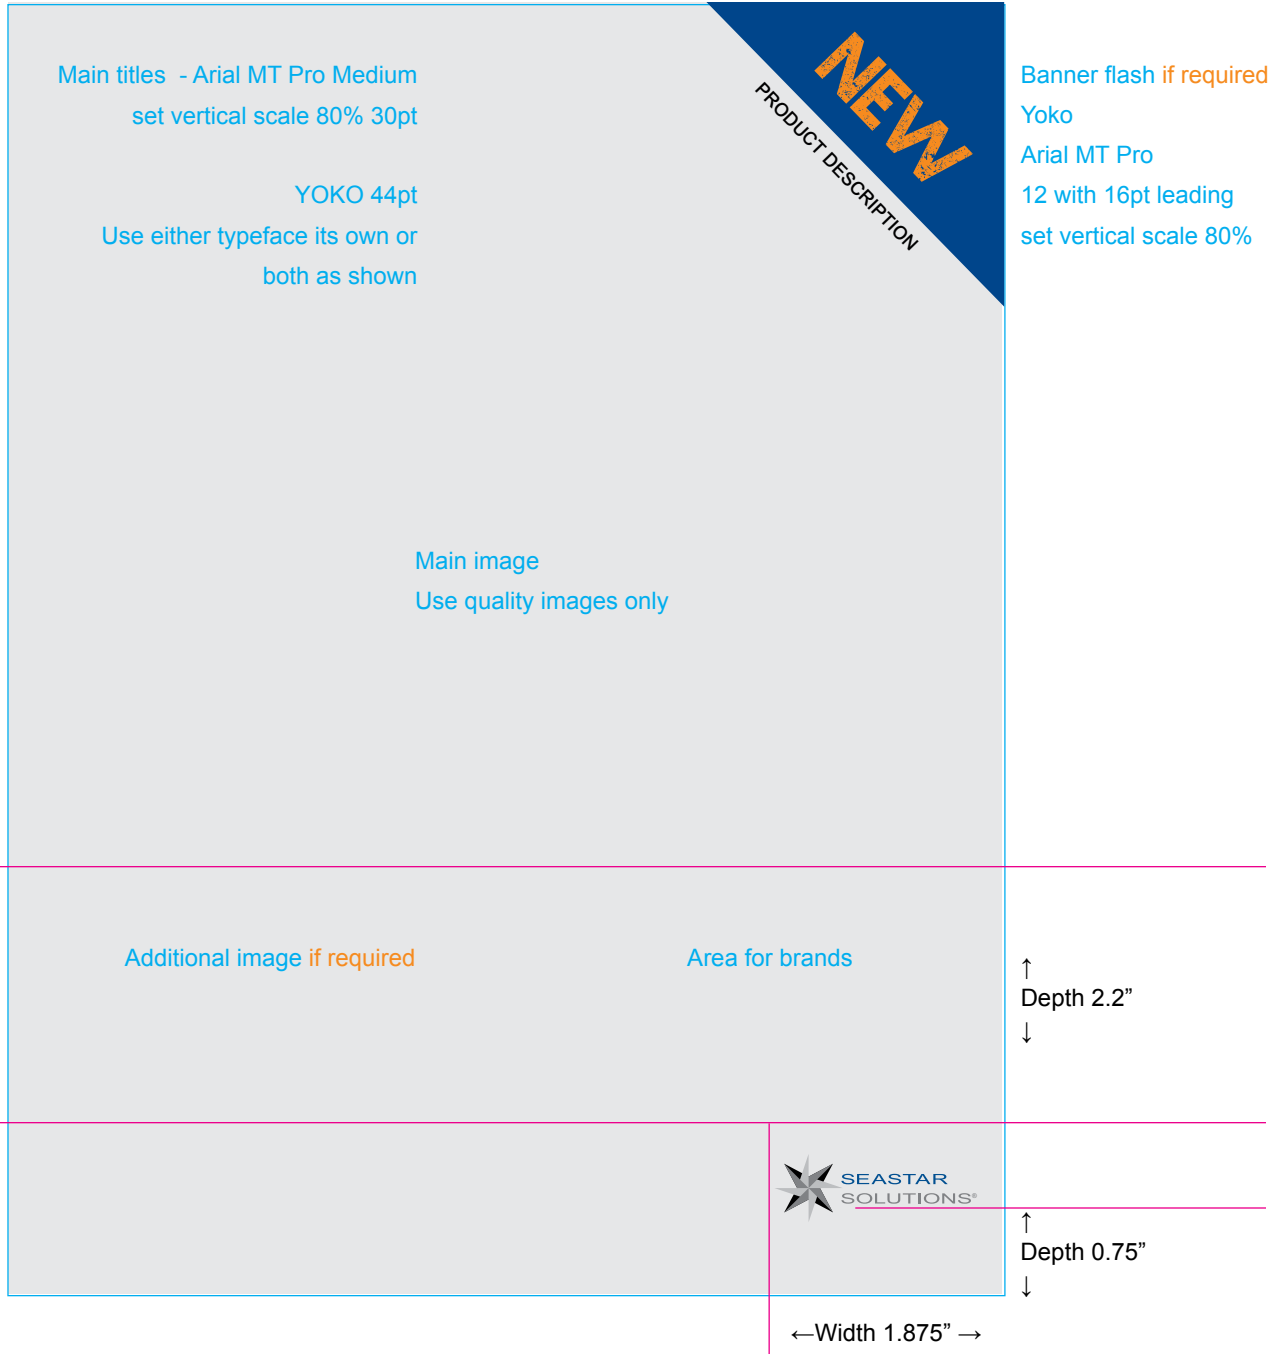 Main titles  - Arial MT Pro Medium
set vertical scale 80% 30pt
YOKO 44pt
Use either typeface its own or
both as shown
NEW
PRODUCT DESCRIPTION
Banner flash if required
Yoko
Arial MT Pro
12 with 16pt leading
set vertical scale 80%
Main image
Use quality images only
Additional image if required
Area for brands
↑
Depth 2.2”
↓
SEASTAR
SOLUTIONS®
↑
Depth 0.75”
↓
←Width 1.875” →